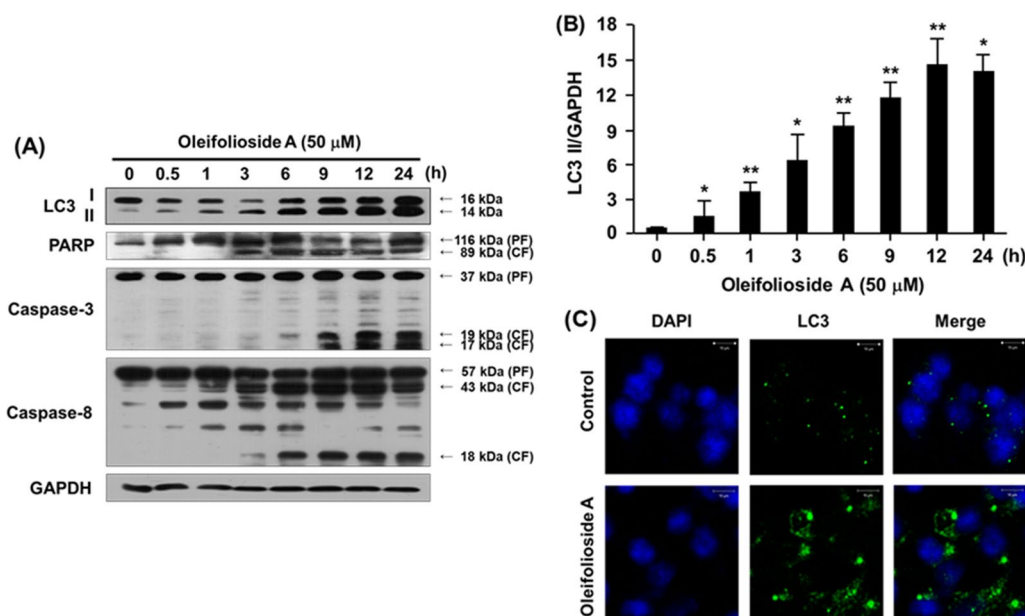 (A)
Oleifolioside A (50 μM)
0 0.5 1 3 6 9 12 24 (h)
LC3
I
II
← 16 kDa
← 14 kDa
PARP
←116 kDa (PF)
← 89 kDa (CF)
Caspase-3
← 37 kDa (PF)
← 19 kDa (CF)
← 17 kDa (CF)
Caspase-8
← 57 kDa (PF)
← 43 kDa (CF)
← 18 kDa (CF)
GAPDH
(B)
LC3 II/GAPDH
18
15
12
9
6
3
0
* ** * ** ** ** *
0 0.5 1 3 6 9 12 24 (h)
Oleifolioside A (50 μM)
(C)
DAPI LC3 Merge
Control
Oleifolioside A